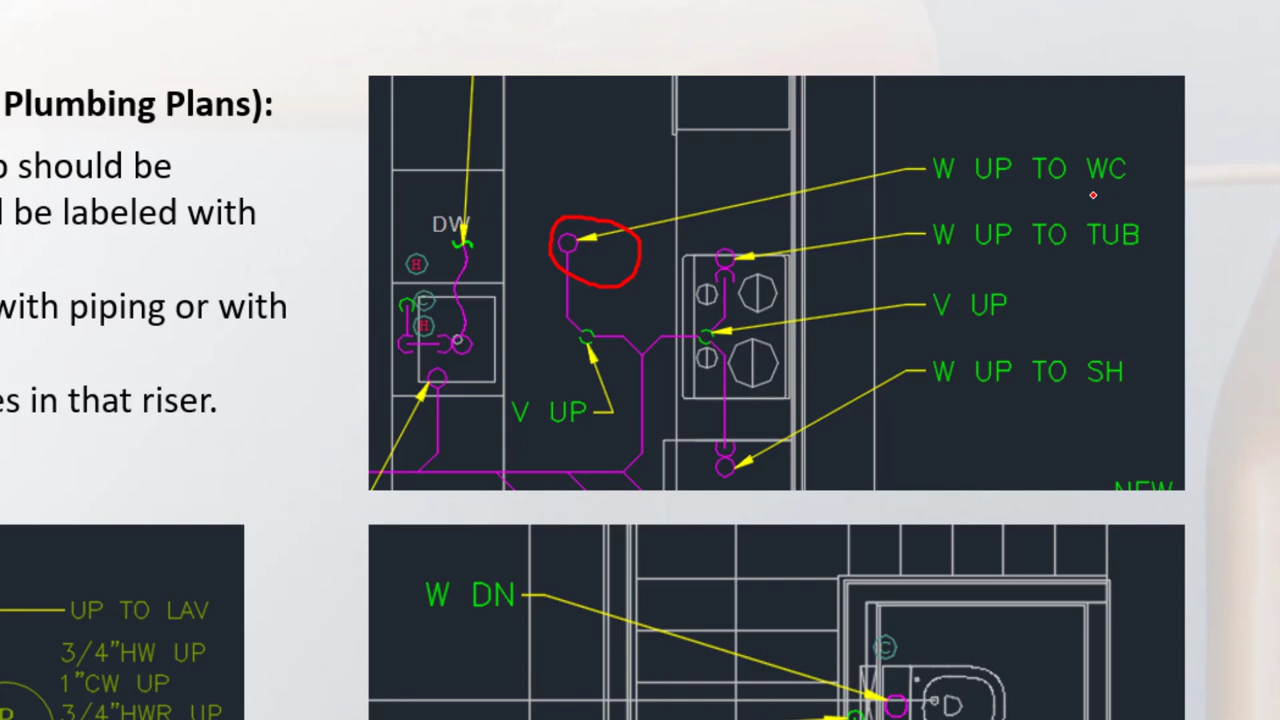 Plumbing Plans):
should be
be labeled with
with piping or with
in that riser.
W UP TO WC
W UP TO TUB
V UP
W UP TO SH
DW
H
C
H
V UP
NEW
UP TO LAV
3/4"HW UP
1"CW UP
3/4"HWR UP
W DN
C